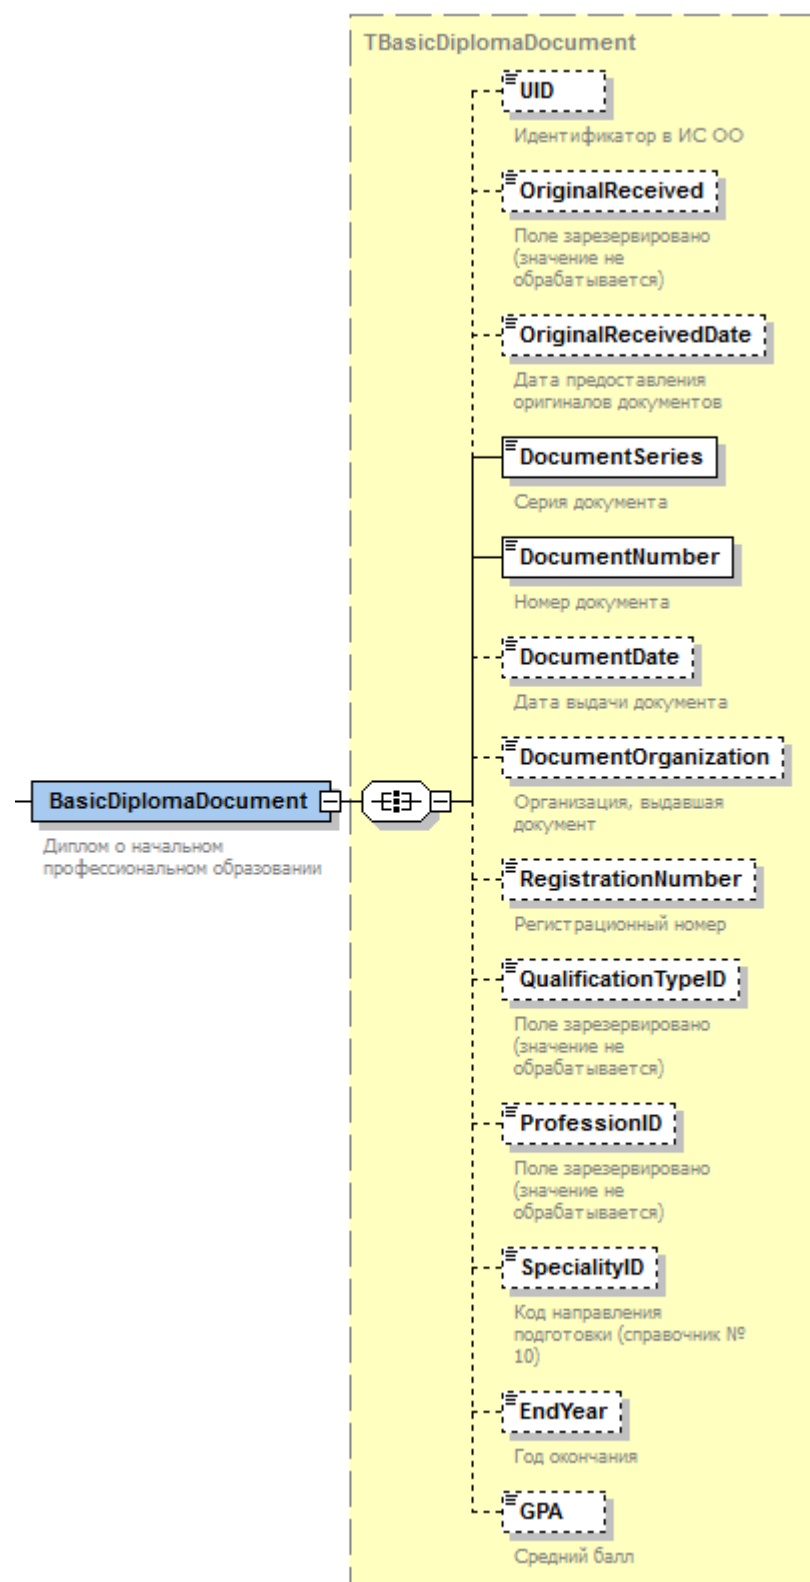 TBasicDiplomaDocument
UID
Идентификатор в ИС ОО
OriginalReceived
Поле зарезервировано
(значение не
обрабатывается)
OriginalReceivedDate
Дата предоставления
оригиналов документов
DocumentSeries
Серия документа
DocumentNumber
Номер документа
DocumentDate
Дата выдачи документа
DocumentOrganization
Организация, выдавшая
документ
BasicDiplomaDocument
Диплом о начальном
профессиональном образовании
RegistrationNumber
Регистрационный номер
QualificationTypeID
Поле зарезервировано
(значение не
обрабатывается)
ProfessionID
Поле зарезервировано
(значение не
обрабатывается)
SpecialityID
Код направления
подготовки (справочник №
10)
EndYear
Год окончания
GPA
Средний балл